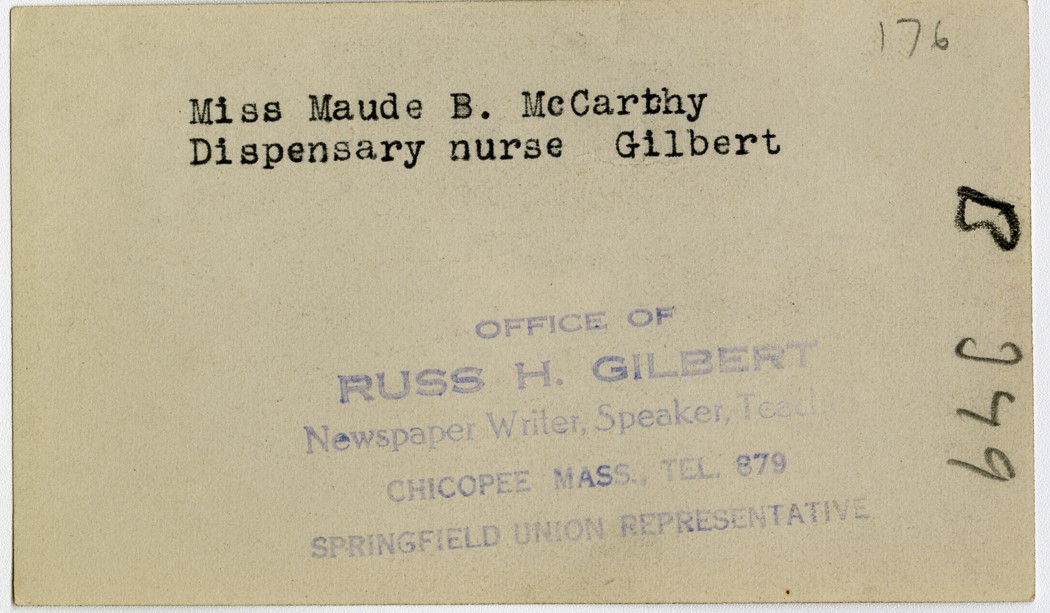 176
Miss Maude B. McCarthy
Dispensary nurse Gilbert
B
949
OFFICE OF
RUSS H. GILBERT
Newspaper Writer, Speaker,
CHICOPEE MASS., TEL. 879
SPRINGFIELD UNION REPRESENTATIVE